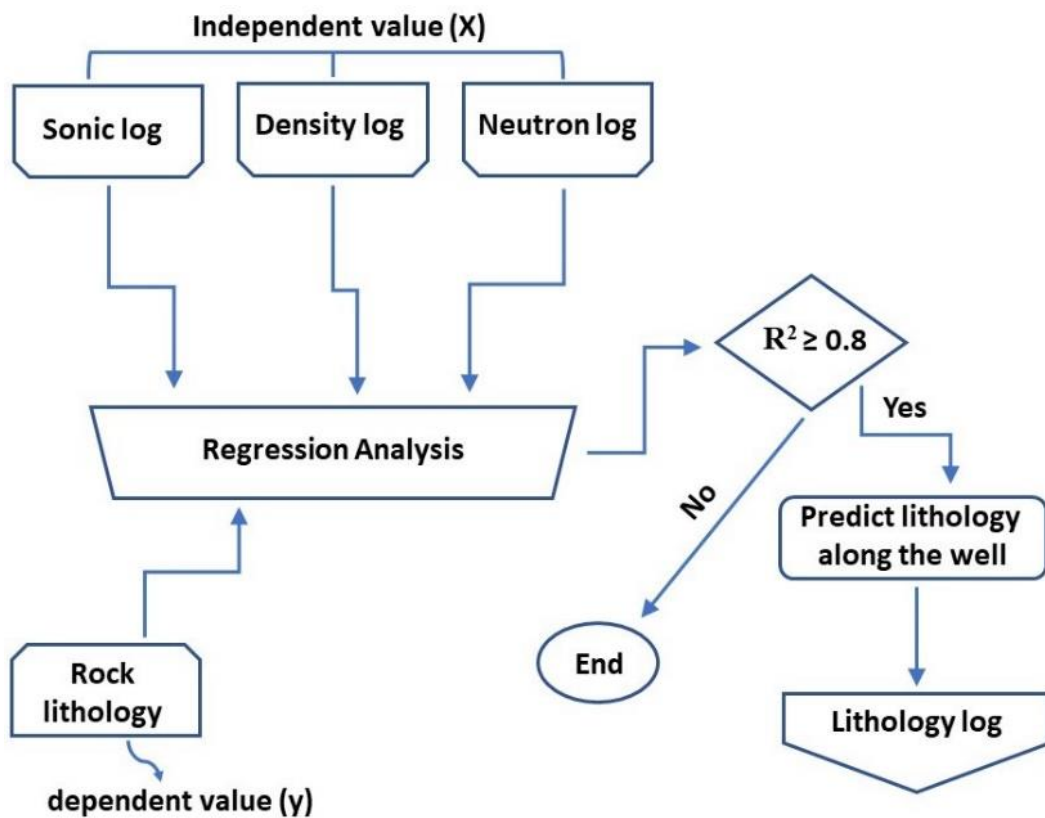 Independent value (X)
Sonic log
Density log
Neutron log
R² ≥ 0.8
Regression Analysis
Yes
No
Predict lithology
along the well
End
Rock
lithology
Lithology log
dependent value (y)